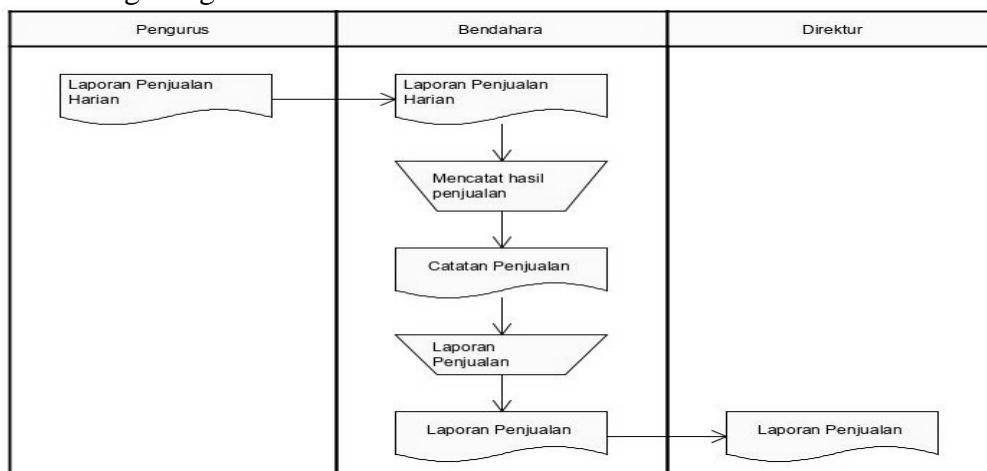 Pengurus
Bendahara
Direktur
Laporan Penjualan
Harian
Laporan Penjualan
Harian
Mencatat hasil
penjualan
Catatan Penjualan
Laporan
Penjualan
Laporan Penjualan
Laporan Penjualan